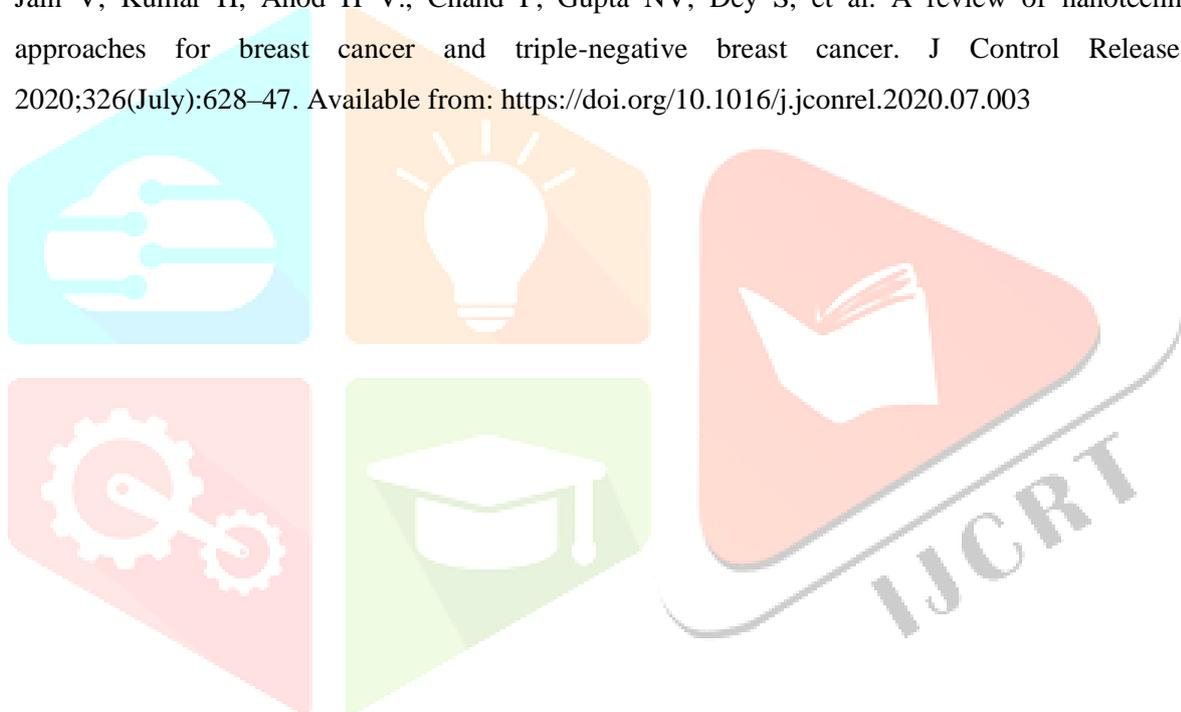 Jain V, Kumar H, Anod H V., Chand P, Gupta NV, Dey S, et al. A review of
approaches for breast cancer and triple-negative breast cancer. J Control Release
2020;326(July):628–47. Available from: https://doi.org/10.1016/j.jconrel.2020.07.003
IJCRT